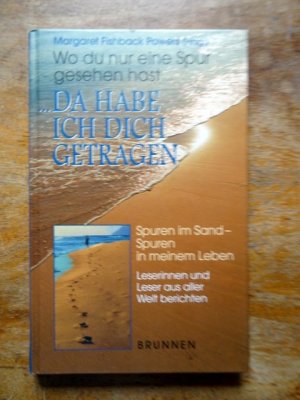 Margaret Fishback Powers (Hrsg.)
Wo du nur eine Spur
gesehen hast
...DA HABE
ICH DICH
GETRAGEN
Spuren im Sand–
Spuren
in meinem Leben
Leserinnen und
Leser aus aller
Welt berichten
BRUNNEN